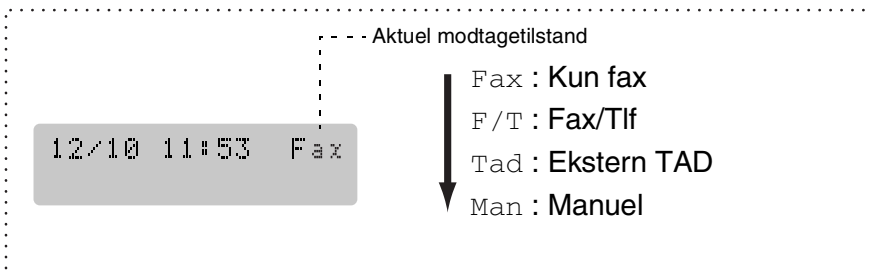 Aktuel modtagetilstand
12/10 11:53 Fax
Fax : Kun fax
F/T : Fax/Tlf
Tad : Ekstern TAD
Man : Manuel